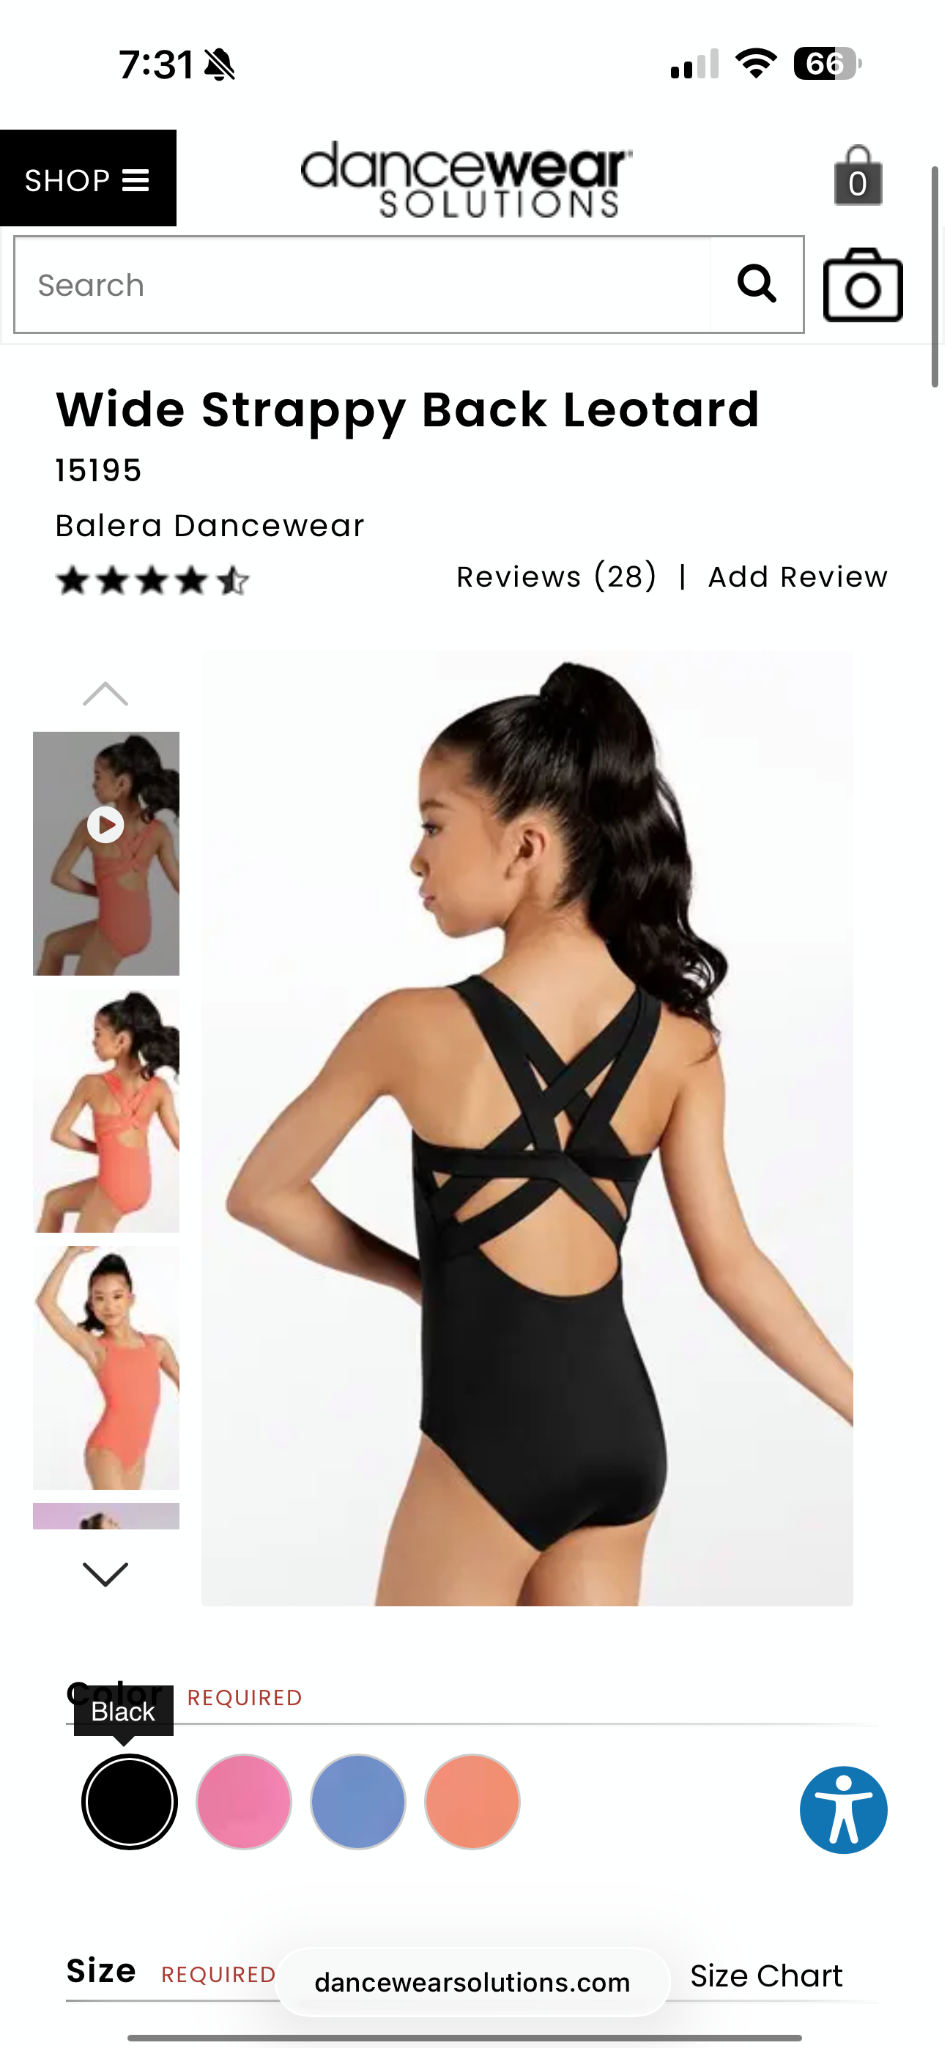 7:31
66
SHOP
dancewear
SOLUTIONS
0
Search
Wide Strappy Back Leotard
15195
Balera Dancewear
Reviews (28) | Add Review
Color REQUIRED
Black
Size REQUIRED
dancewearsolutions.com
Size Chart